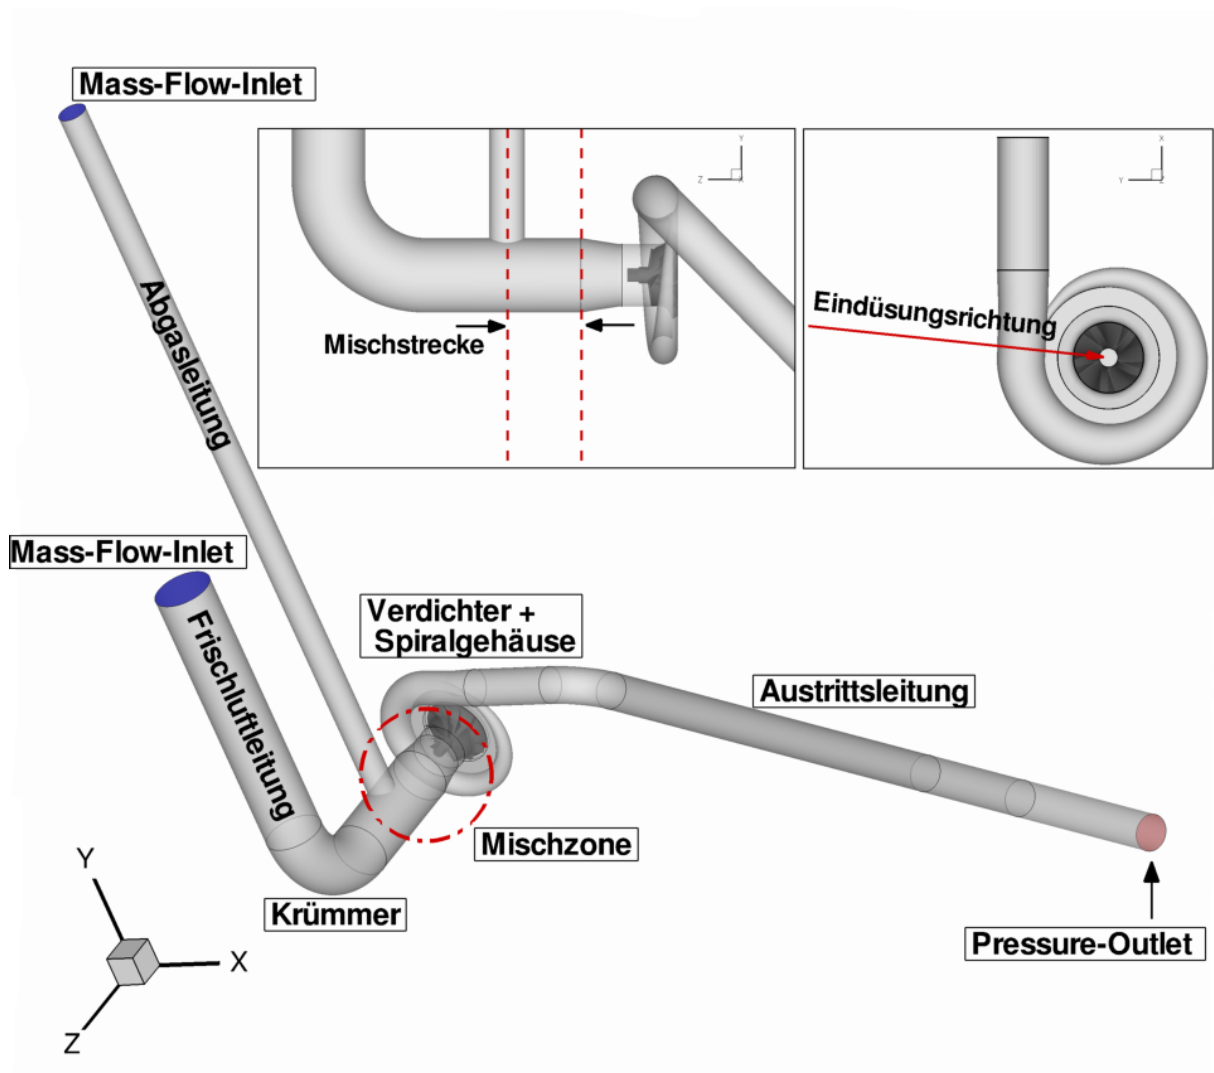 Mass-Flow-Inlet
Y
Z
X
Y
Z
Mischstrecke
Eindüsungsrichtung
Abgasleitung
Mass-Flow-Inlet
Frischluftleitung
Verdichter +
Spiralgehäuse
Austrittsleitung
Mischzone
Krümmer
Pressure-Outlet
Y
X
Z